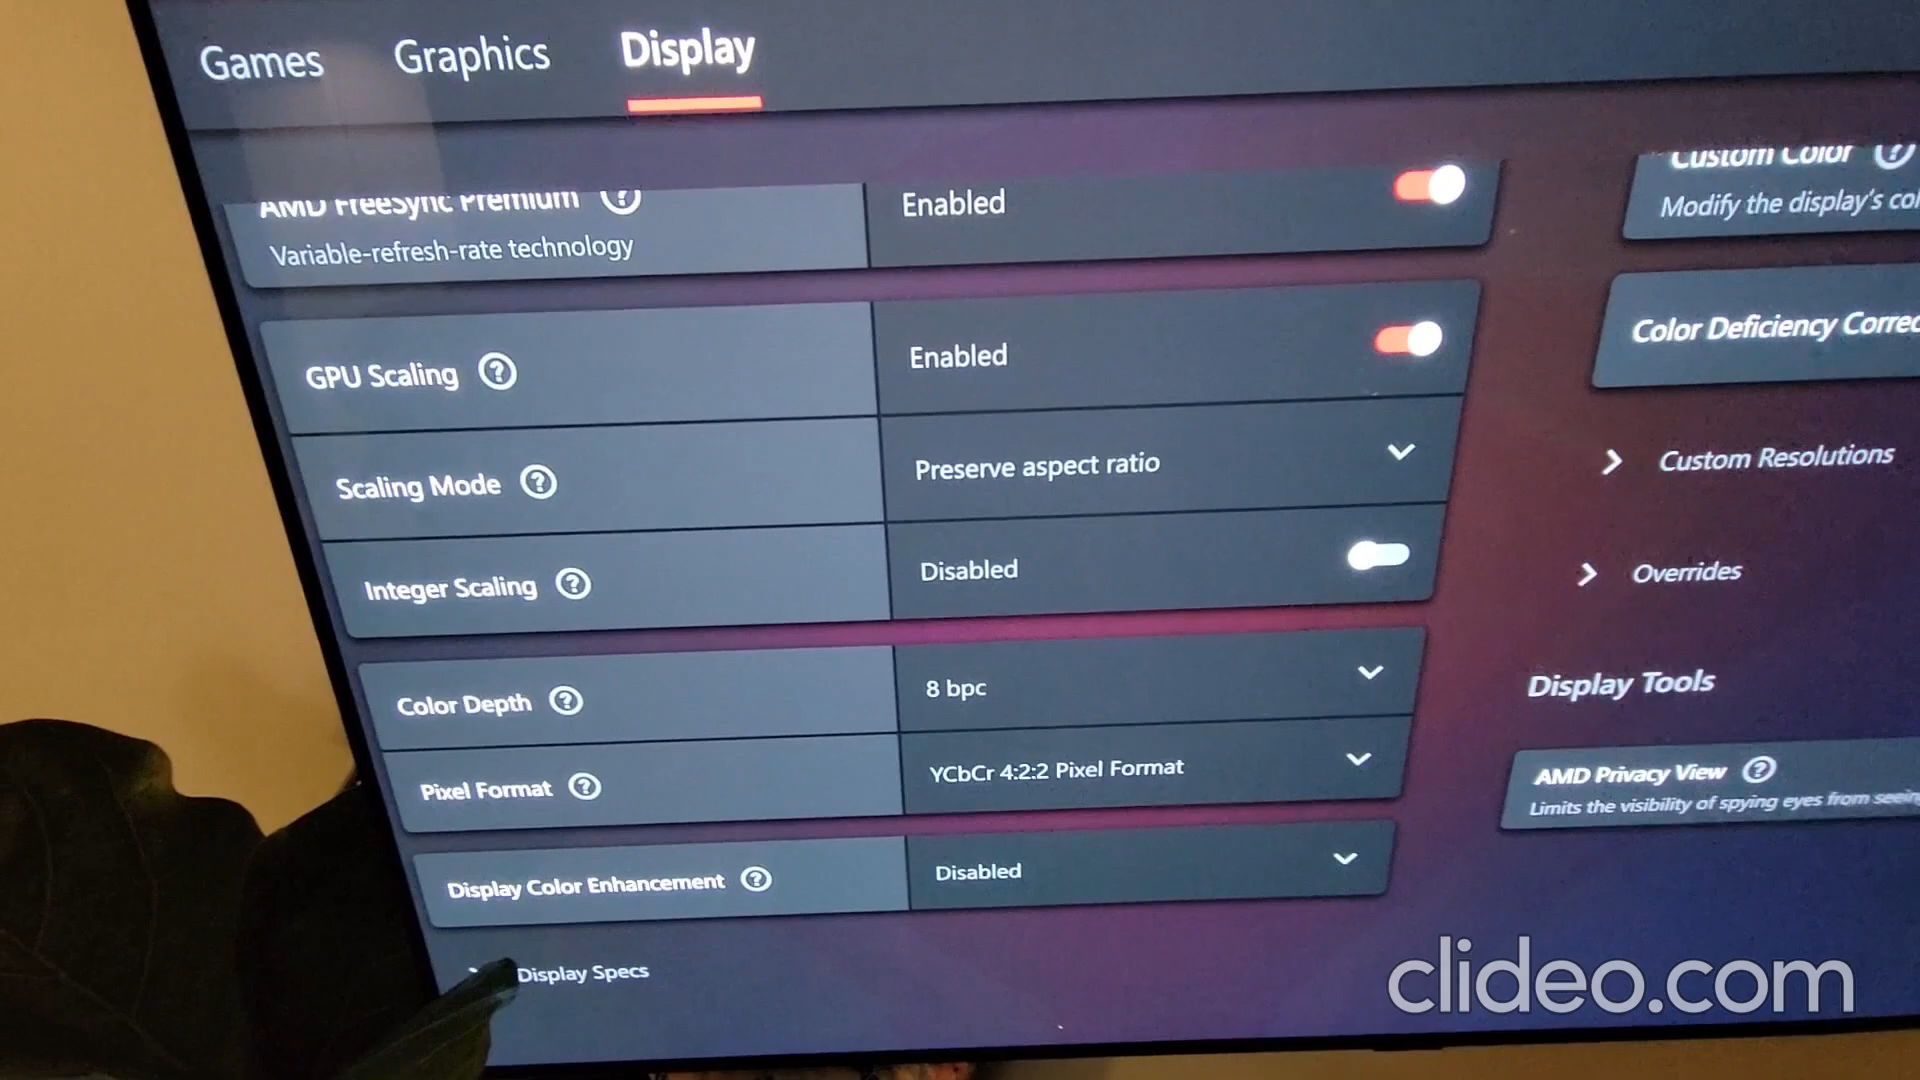 Games Graphics Display
AMD FreeSync Premium
Variable-refresh-rate technology
Enabled
GPU Scaling
Enabled
Scaling Mode
Preserve aspect ratio
Integer Scaling
Disabled
Color Depth
8 bpc
Pixel Format
YCbCr 4:2:2 Pixel Format
Display Color Enhancement
Disabled
Display Specs
Custom Color
Modify the display's
Color Deficiency
Custom Resolutions
Overrides
Display Tools
AMD Privacy View
Limits the visibility of spying eyes from
clideo.com